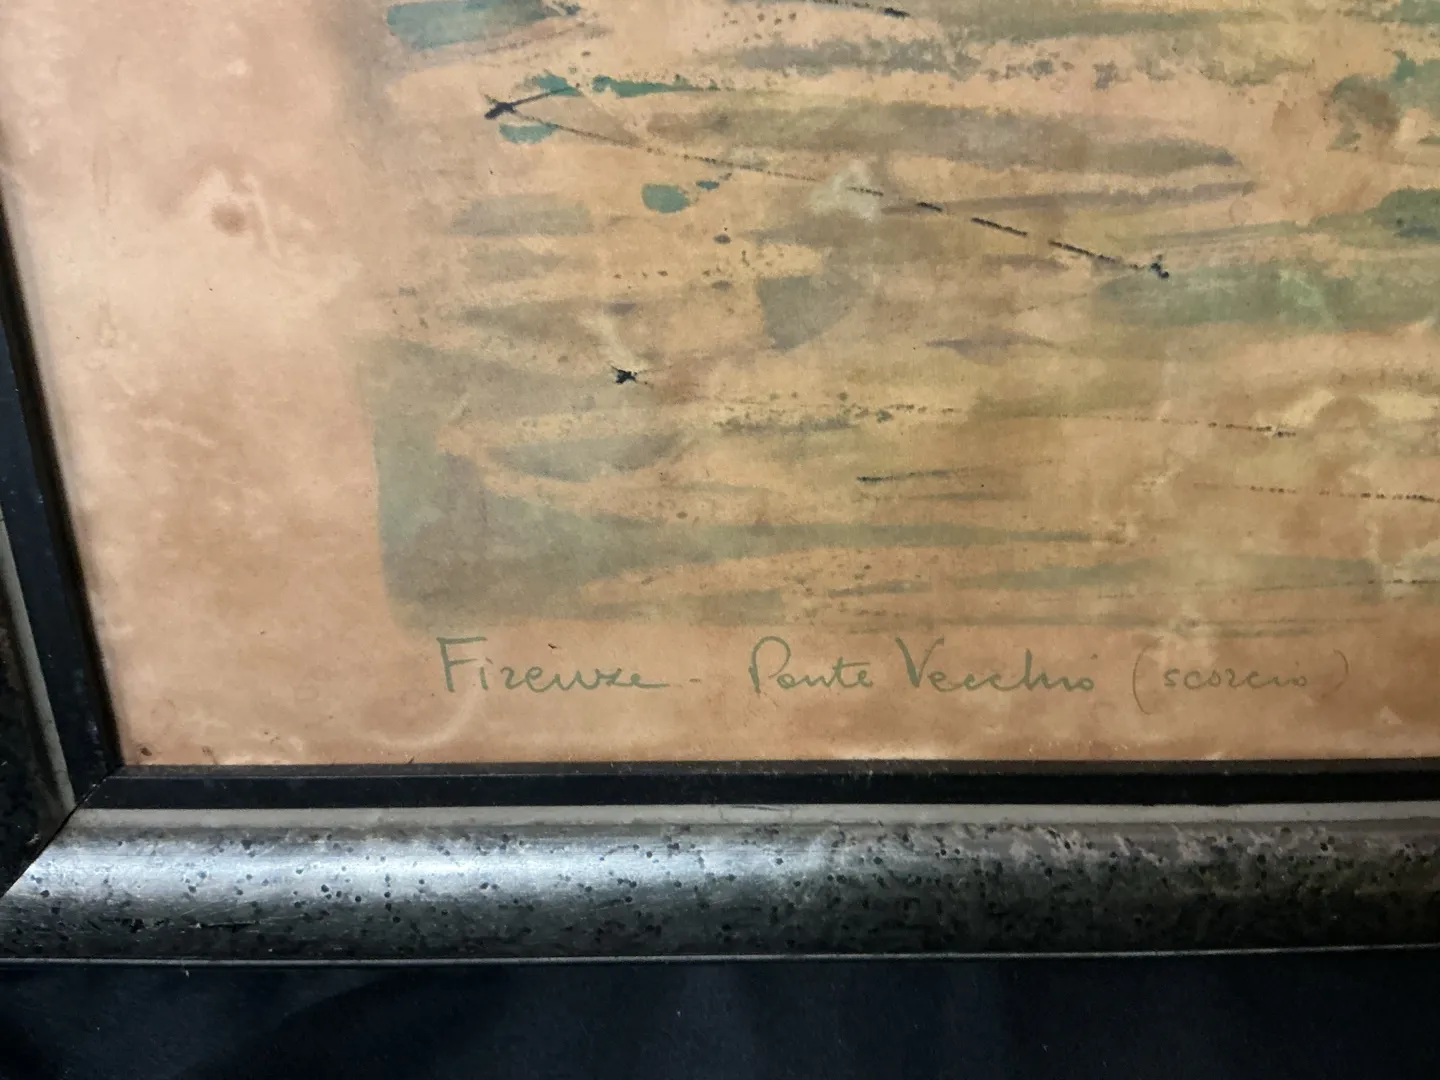 Firenze - Ponte Vecchio (scorcio)